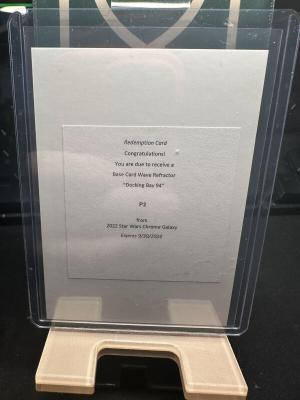 Redemption Card
Congratulations!
You are due to receive a
Base Card Wave Refractor
"Docking Bay 94"
P3
from
2022 Star Wars Chrome Galaxy
Expires 9/30/2024